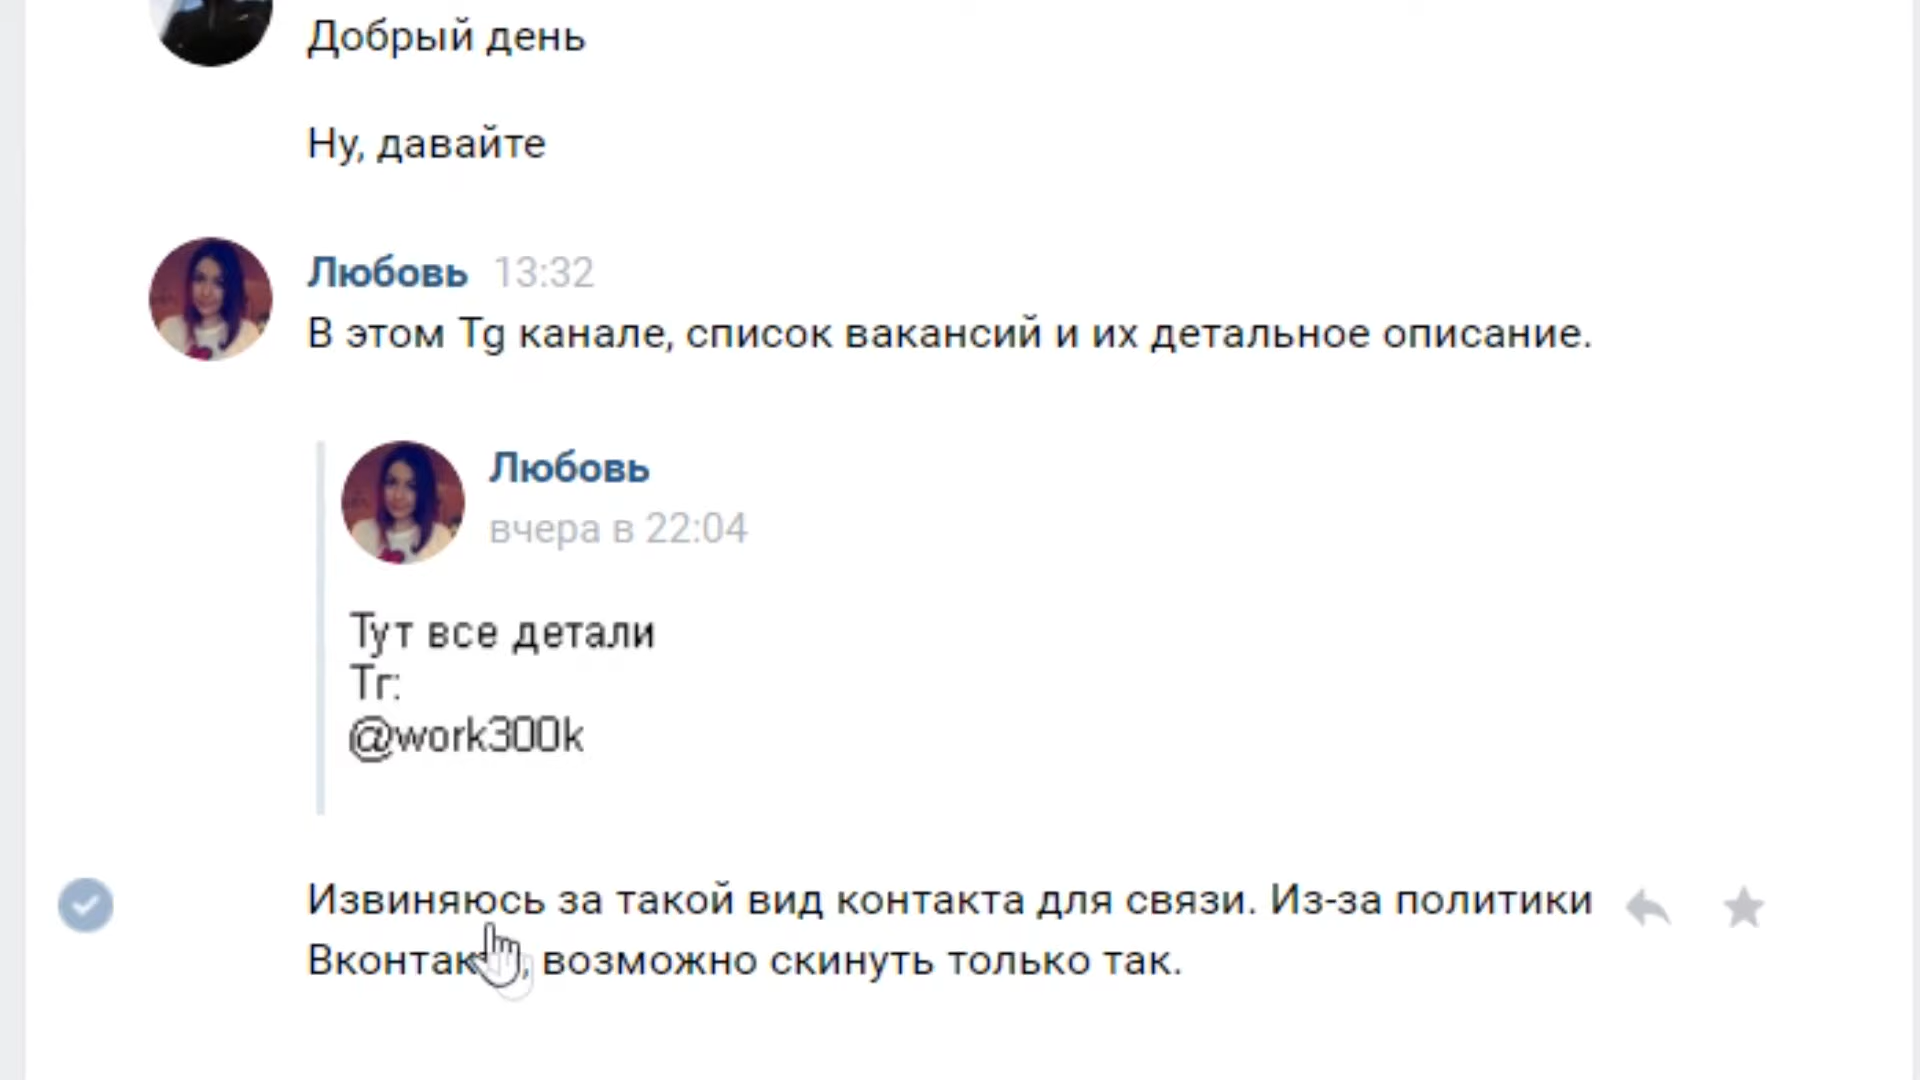 Добрый день
Ну, давайте
Любовь 13:32
В этом Tg канале, список вакансий и их детальное описание.
Любовь
вчера в 22:04
Тут все детали
Тг:
@work300k
Извиняюсь за такой вид контакта для связи. Из-за политики
возможно скинуть только так.